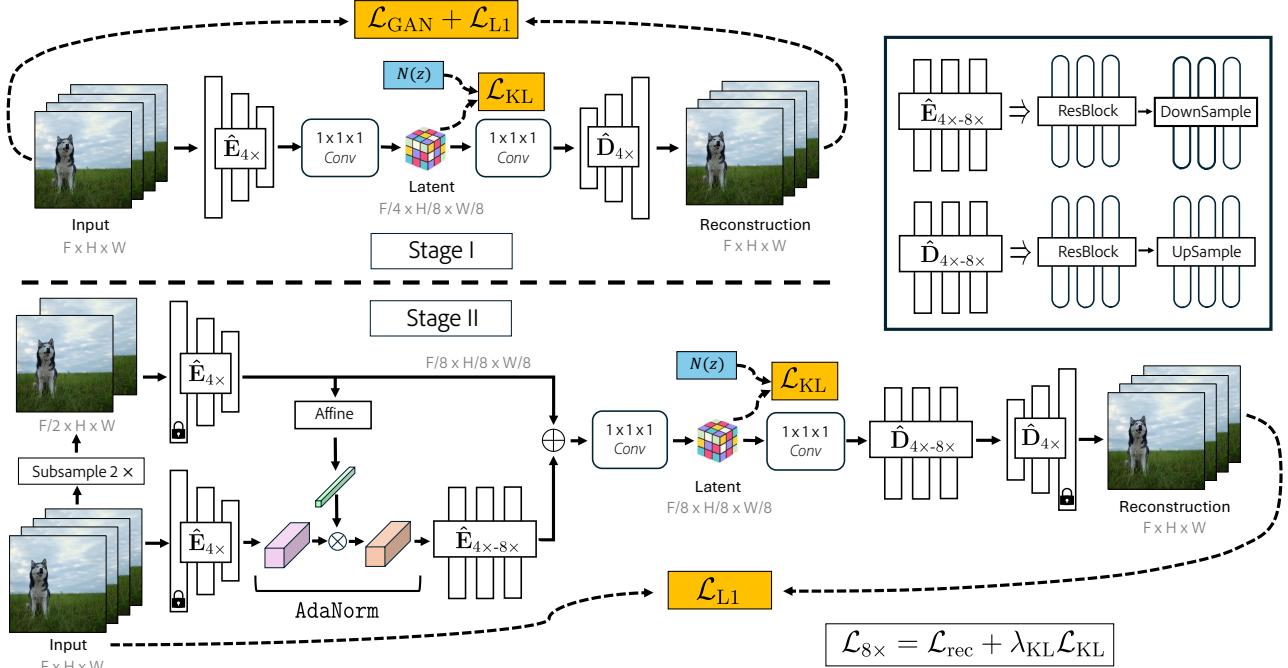 ℒ_GAN + ℒ_L1
N(z)
ℒ_KL
Ê_4×
1x1x1
Conv
1x1x1
Conv
D̂_4×
Latent
F/4 x H/8 x W/8
Input
F x H x W
Reconstruction
F x H x W
Stage I
Ê_4×-8×
⇒
ResBlock
DownSample
D̂_4×-8×
⇒
ResBlock
UpSample
Stage II
Ê_4×
F/8 x H/8 x W/8
F/2 x H x W
Affine
Subsample 2 ×
Ê_4×
Ê_4×-8×
AdaNorm
Input
F x H x W
N(z)
ℒ_KL
1x1x1
Conv
1x1x1
Conv
Latent
F/8 x H/8 x W/8
D̂_4×-8×
D̂_4×
Reconstruction
F x H x W
ℒ_L1
ℒ_8× = ℒ_rec + λ_KL ℒ_KL